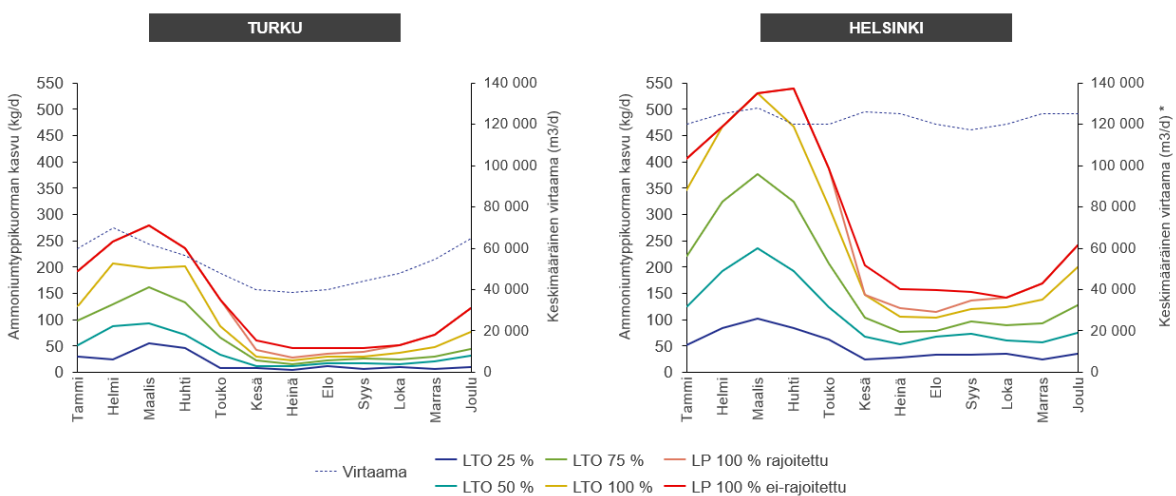 TURKU
HELSINKI
Ammoniumtyppikuorman kasvu (kg/d)
550
500
450
400
350
300
250
200
150
100
50
0
140 000
120 000
100 000
80 000
60 000
40 000
20 000
0
Keskimääräinen virtaama (m3/d)
Tammi
Helmi
Maalis
Huhti
Touko
Kesä
Heinä
Elo
Syys
Loka
Marras
Joulu
Ammoniumtyppikuorman kasvu (kg/d)
550
500
450
400
350
300
250
200
150
100
50
0
140 000
120 000
100 000
80 000
60 000
40 000
20 000
0
Keskimääräinen virtaama (m3/d) *
Tammi
Helmi
Maalis
Huhti
Touko
Kesä
Heinä
Elo
Syys
Loka
Marras
Joulu
Virtaama
LTO 25 %
LTO 75 %
LP 100 % rajoitettu
LTO 50 %
LTO 100 %
LP 100 % ei-rajoitettu